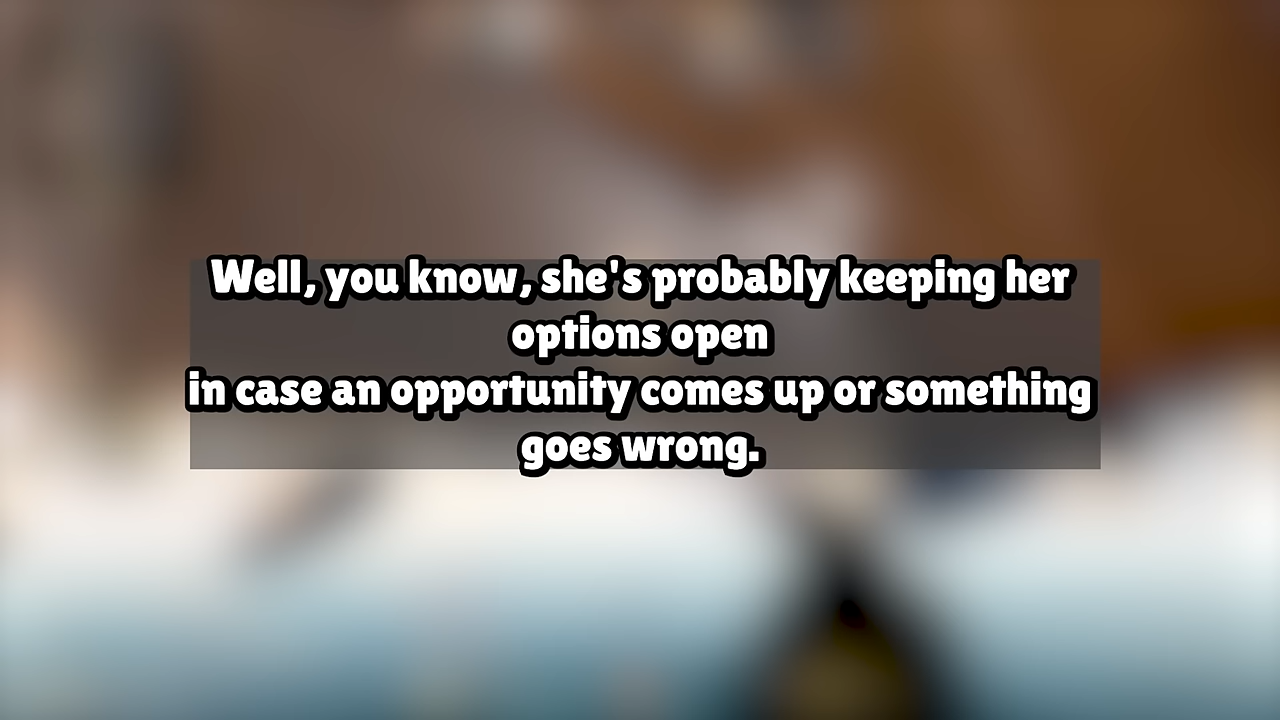 Well, you know, she's probably keeping her
options open
in case an opportunity comes up or something
goes wrong.